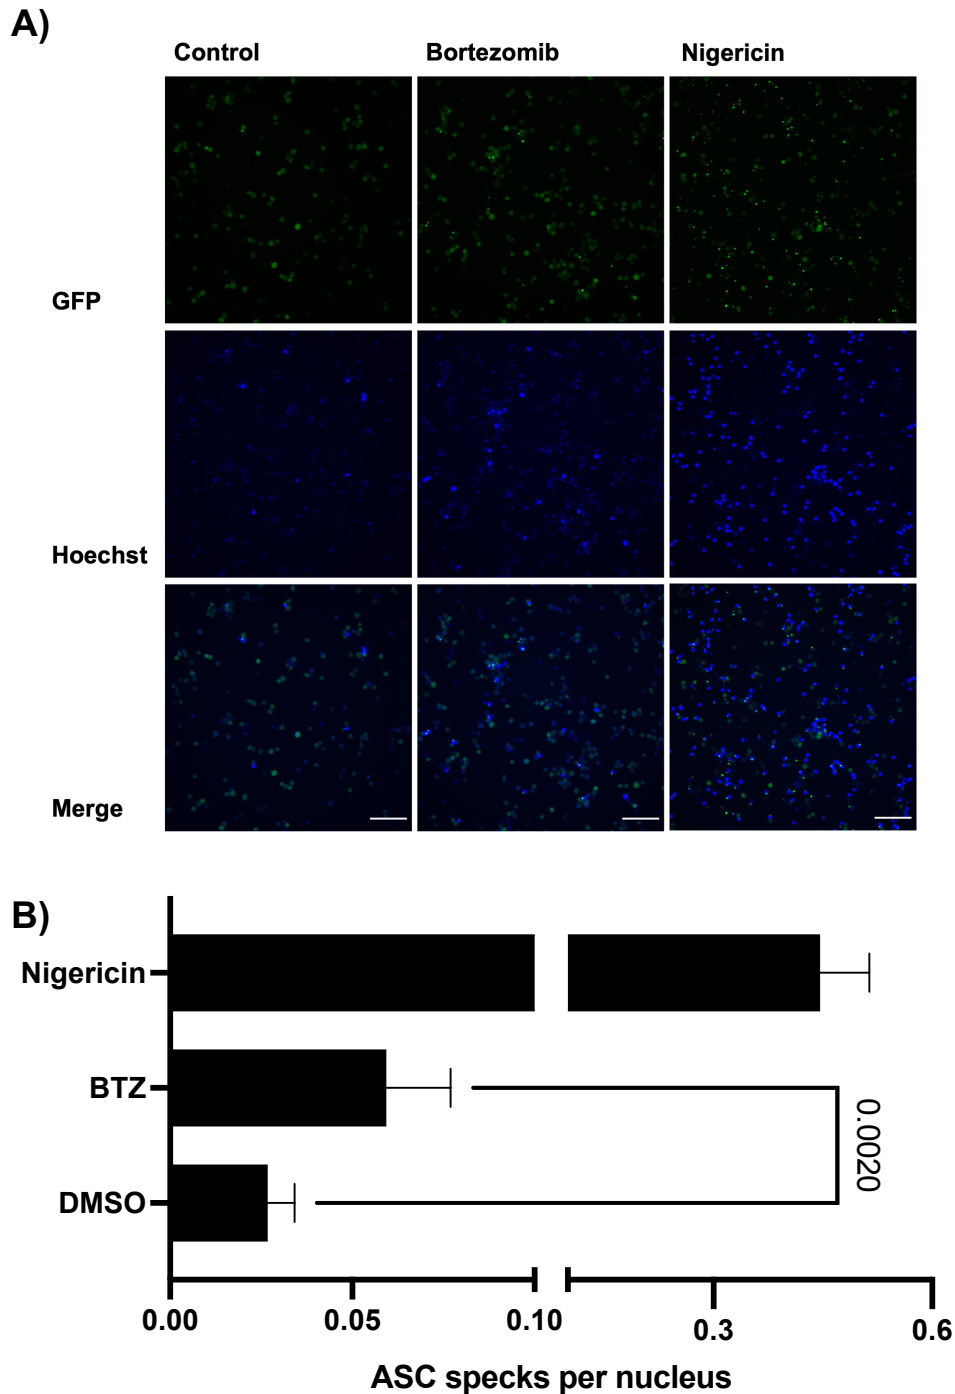 A)
Control Bortezomib Nigericin
GFP
Hoechst
Merge
B)
Nigericin
BTZ
DMSO
0.0020
0.00 0.05 0.10 0.3 0.6
ASC specks per nucleus